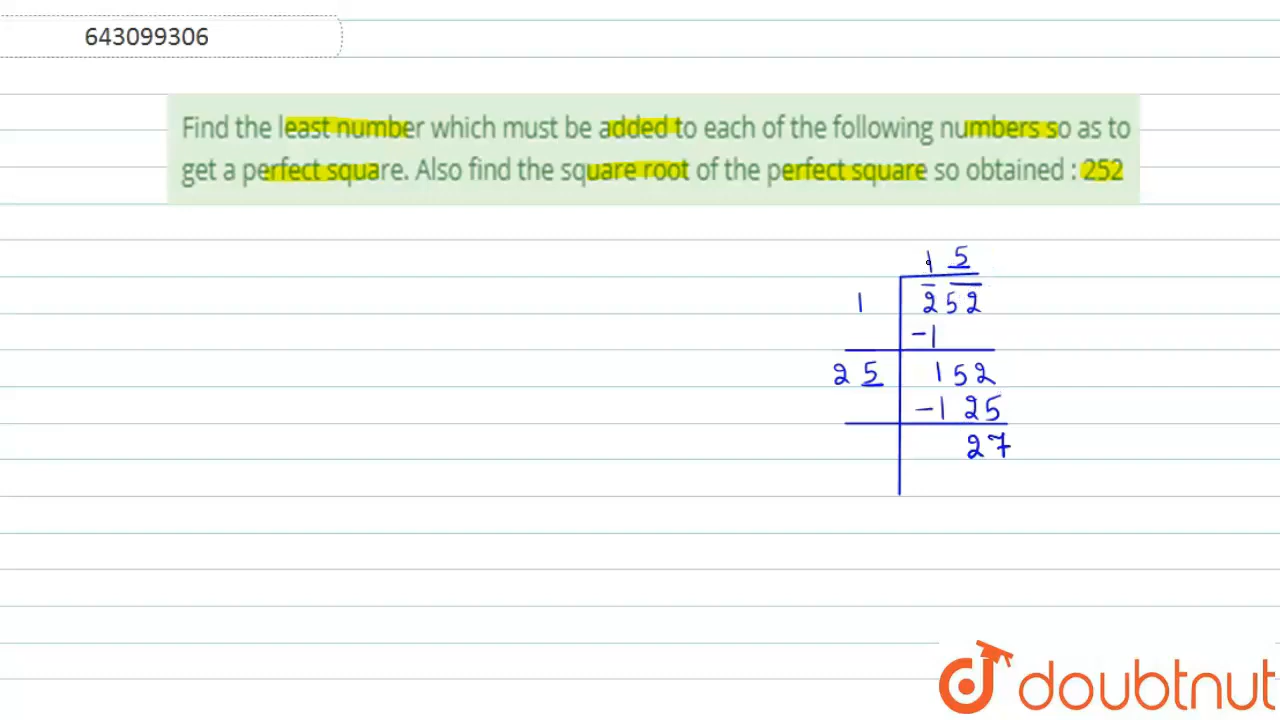 643099306
Find the least number which must be added to each of the following numbers so as to
get a perfect square. Also find the square root of the perfect square so obtained : 252
1 5
1 252
-1
25 152
-125
27
doubtnut